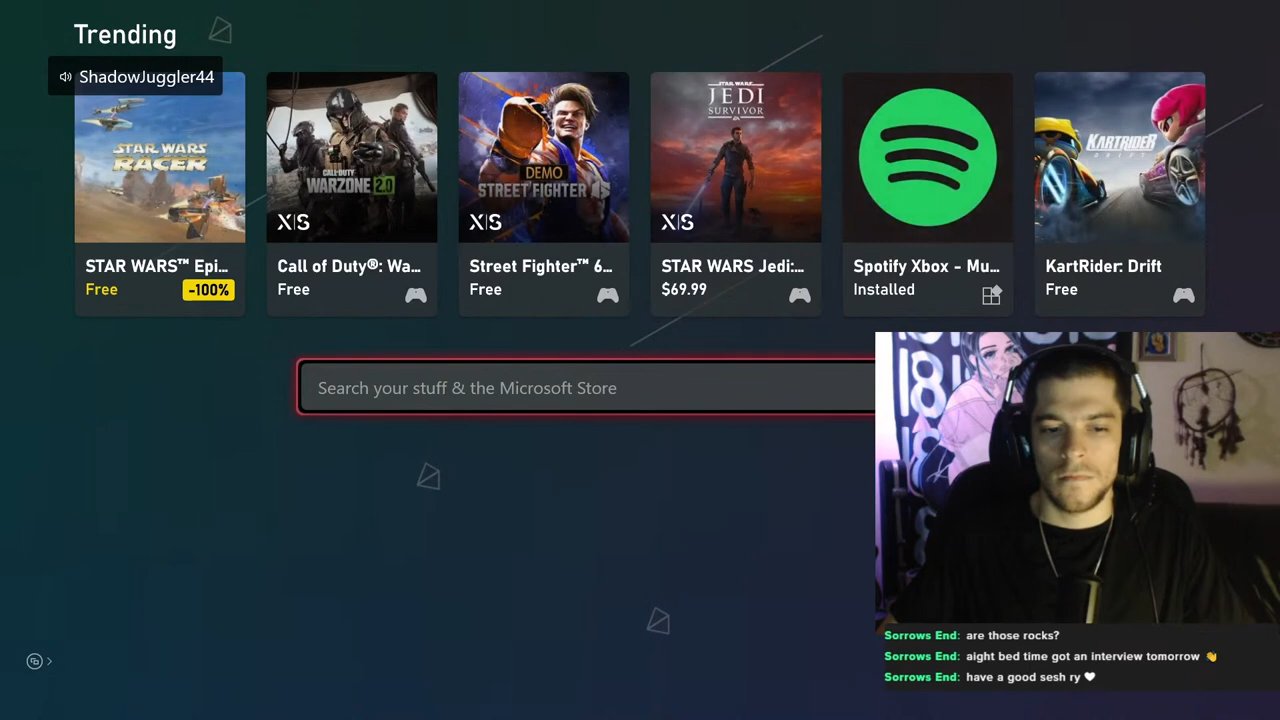 Trending
ShadowJuggler44
STAR WARS
RACER
CALL OF DUTY
WARZONE 2.0
X|S
DEMO
STREET FIGHTER 6
X|S
STAR WARS
JEDI
SURVIVOR
X|S
KARTRIDER
DRIFT
STAR WARS™ Epi...
Free
-100%
Call of Duty®: Wa...
Free
Street Fighter™ 6...
Free
STAR WARS Jedi:...
$69.99
Spotify Xbox - Mu...
Installed
KartRider: Drift
Free
Search your stuff & the Microsoft Store
Sorrows End: are those rocks?
Sorrows End: aight bed time got an interview tomorrow 👋
Sorrows End: have a good sesh ry 🤍